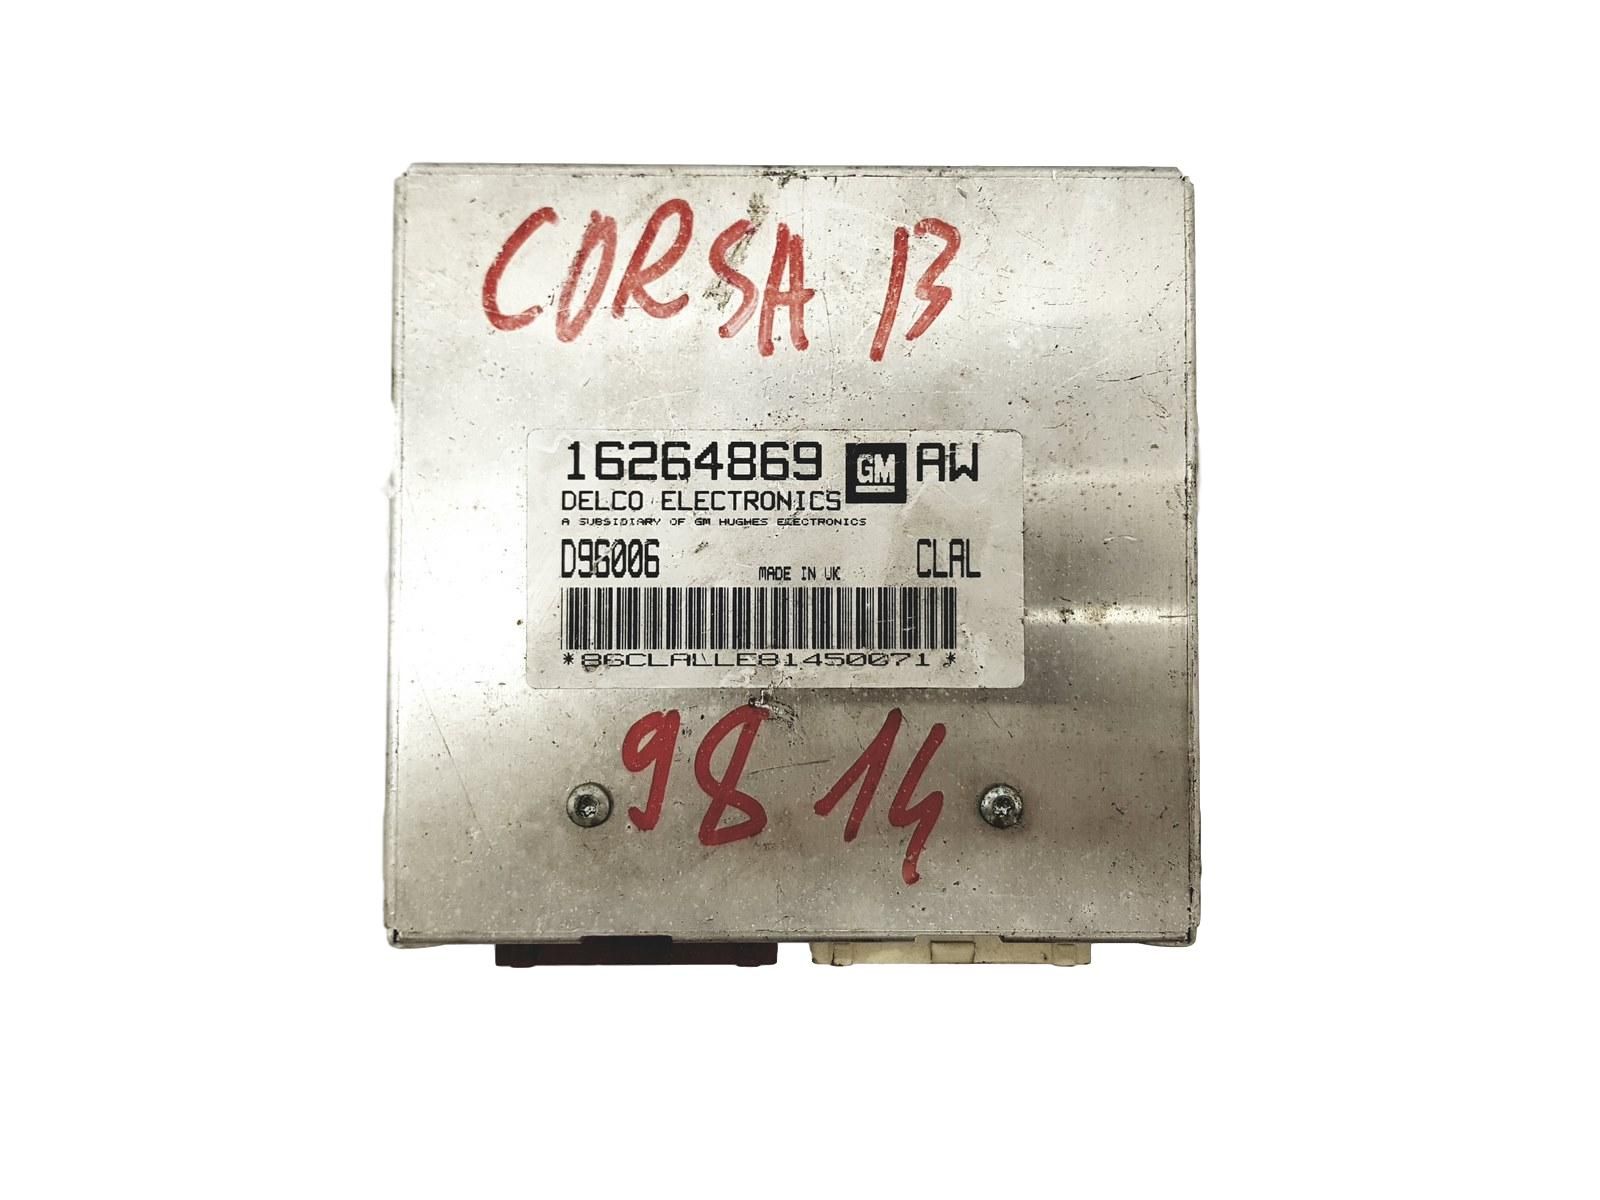 CORSA B
16264869 GM AW
DELCO ELECTRONICS
A SUBSIDIARY OF GM HUGHES ELECTRONICS
D96006 MADE IN UK CLAL
*86CLALLE81450071*
98 14